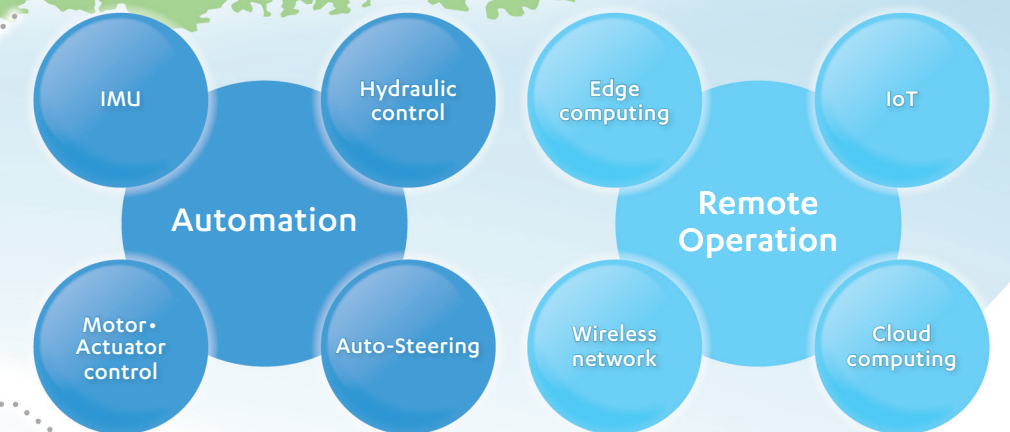 IMU
Hydraulic
control
Automation
Motor•
Actuator
control
Auto-Steering
Edge
computing
IoT
Remote
Operation
Wireless
network
Cloud
computing